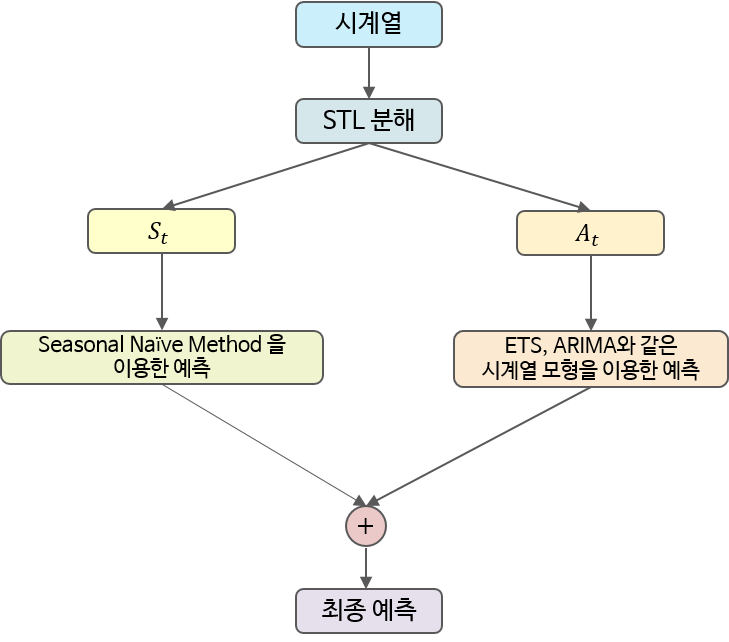 시계열
STL 분해
S_t
A_t
Seasonal Naïve Method 을
이용한 예측
ETS, ARIMA와 같은
시계열 모형을 이용한 예측
+
최종 예측